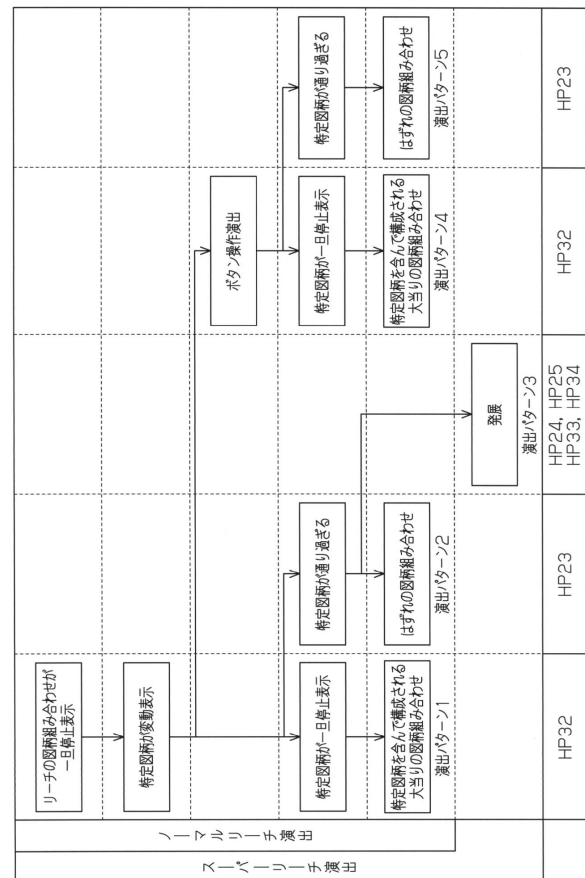 リーチの図柄組み合わせが
一旦停止表示
特定図柄が変動表示
ボタン操作演出
特定図柄が一旦停止表示
特定図柄が通り過ぎる
特定図柄が一旦停止表示
特定図柄が通り過ぎる
特定図柄を含んで構成される
大当りの図柄組み合わせ
演出パターン1
はずれの図柄組み合わせ
演出パターン2
特定図柄を含んで構成される
大当りの図柄組み合わせ
演出パターン4
はずれの図柄組み合わせ
演出パターン5
発展
演出パターン3
ノーマルリーチ演出
スーパーリーチ演出
HP32
HP23
HP24, HP25
HP33, HP34
HP32
HP23